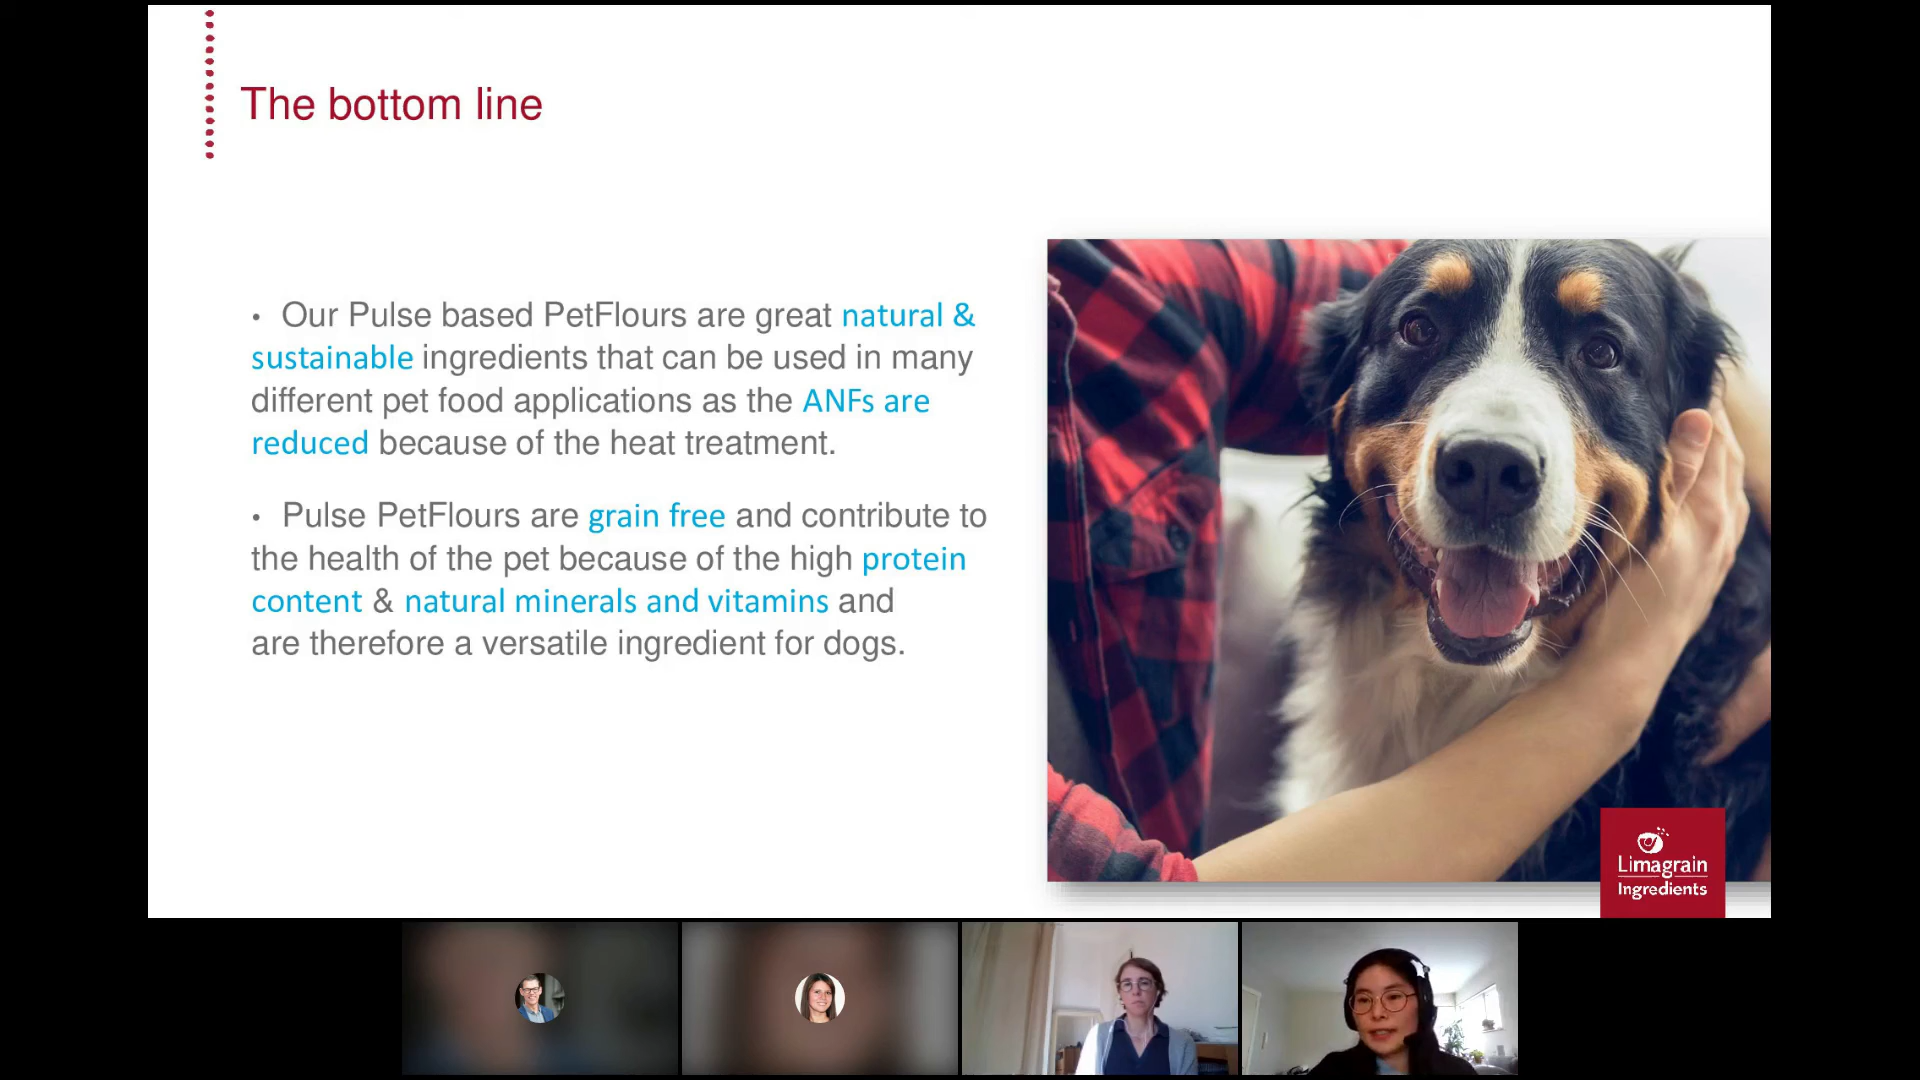 The bottom line
• Our Pulse based PetFlours are great natural &
sustainable ingredients that can be used in many
different pet food applications as the ANFs are
reduced because of the heat treatment.
• Pulse PetFlours are grain free and contribute to
the health of the pet because of the high protein
content & natural minerals and vitamins and
are therefore a versatile ingredient for dogs.
Limagrain
Ingredients